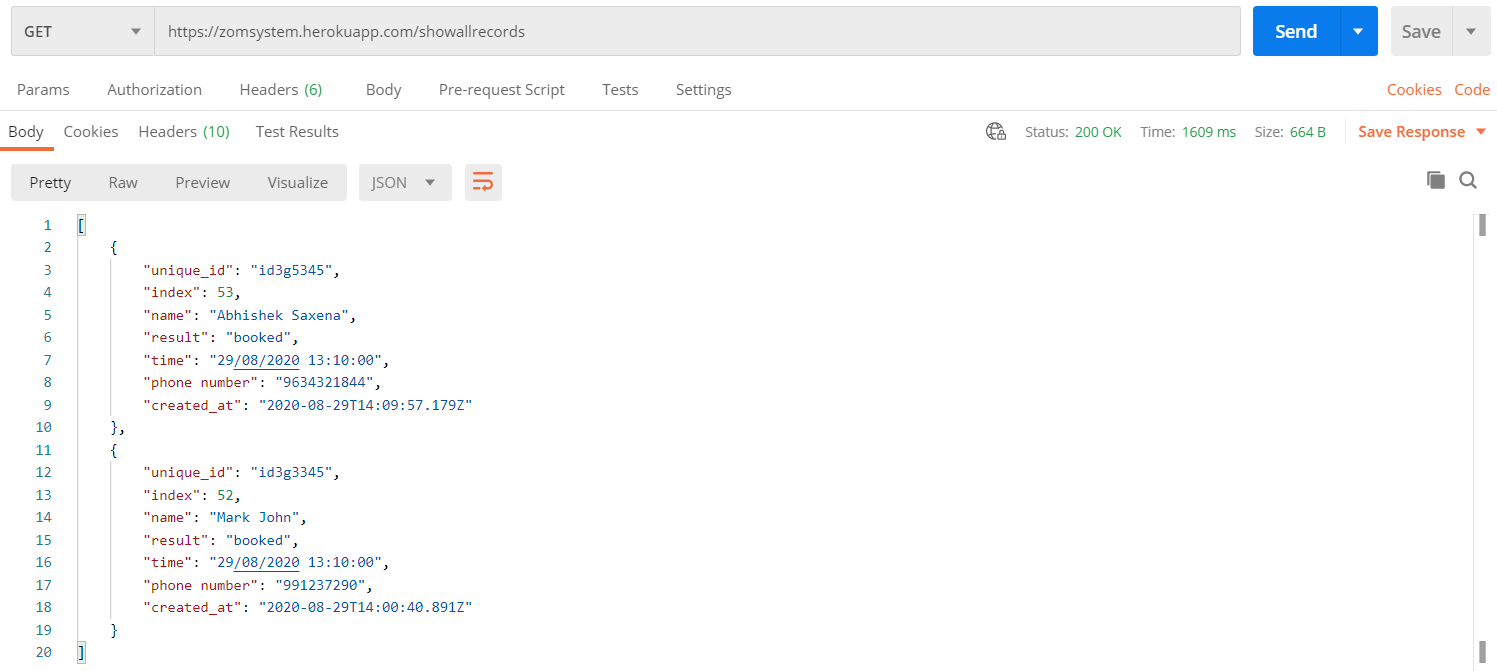 GET https://zomsystem.herokuapp.com/showallrecords Send Save
Params Authorization Headers (6) Body Pre-request Script Tests Settings Cookies Code
Body Cookies Headers (10) Test Results Status: 200 OK Time: 1609 ms Size: 664 B Save Response
Pretty Raw Preview Visualize JSON
1 [
2 {
3 "unique_id": "id3g5345",
4 "index": 53,
5 "name": "Abhishek Saxena",
6 "result": "booked",
7 "time": "29/08/2020 13:10:00",
8 "phone number": "9634321844",
9 "created_at": "2020-08-29T14:09:57.179Z"
10 },
11 {
12 "unique_id": "id3g3345",
13 "index": 52,
14 "name": "Mark John",
15 "result": "booked",
16 "time": "29/08/2020 13:10:00",
17 "phone number": "991237290",
18 "created_at": "2020-08-29T14:00:40.891Z"
19 }
20 ]